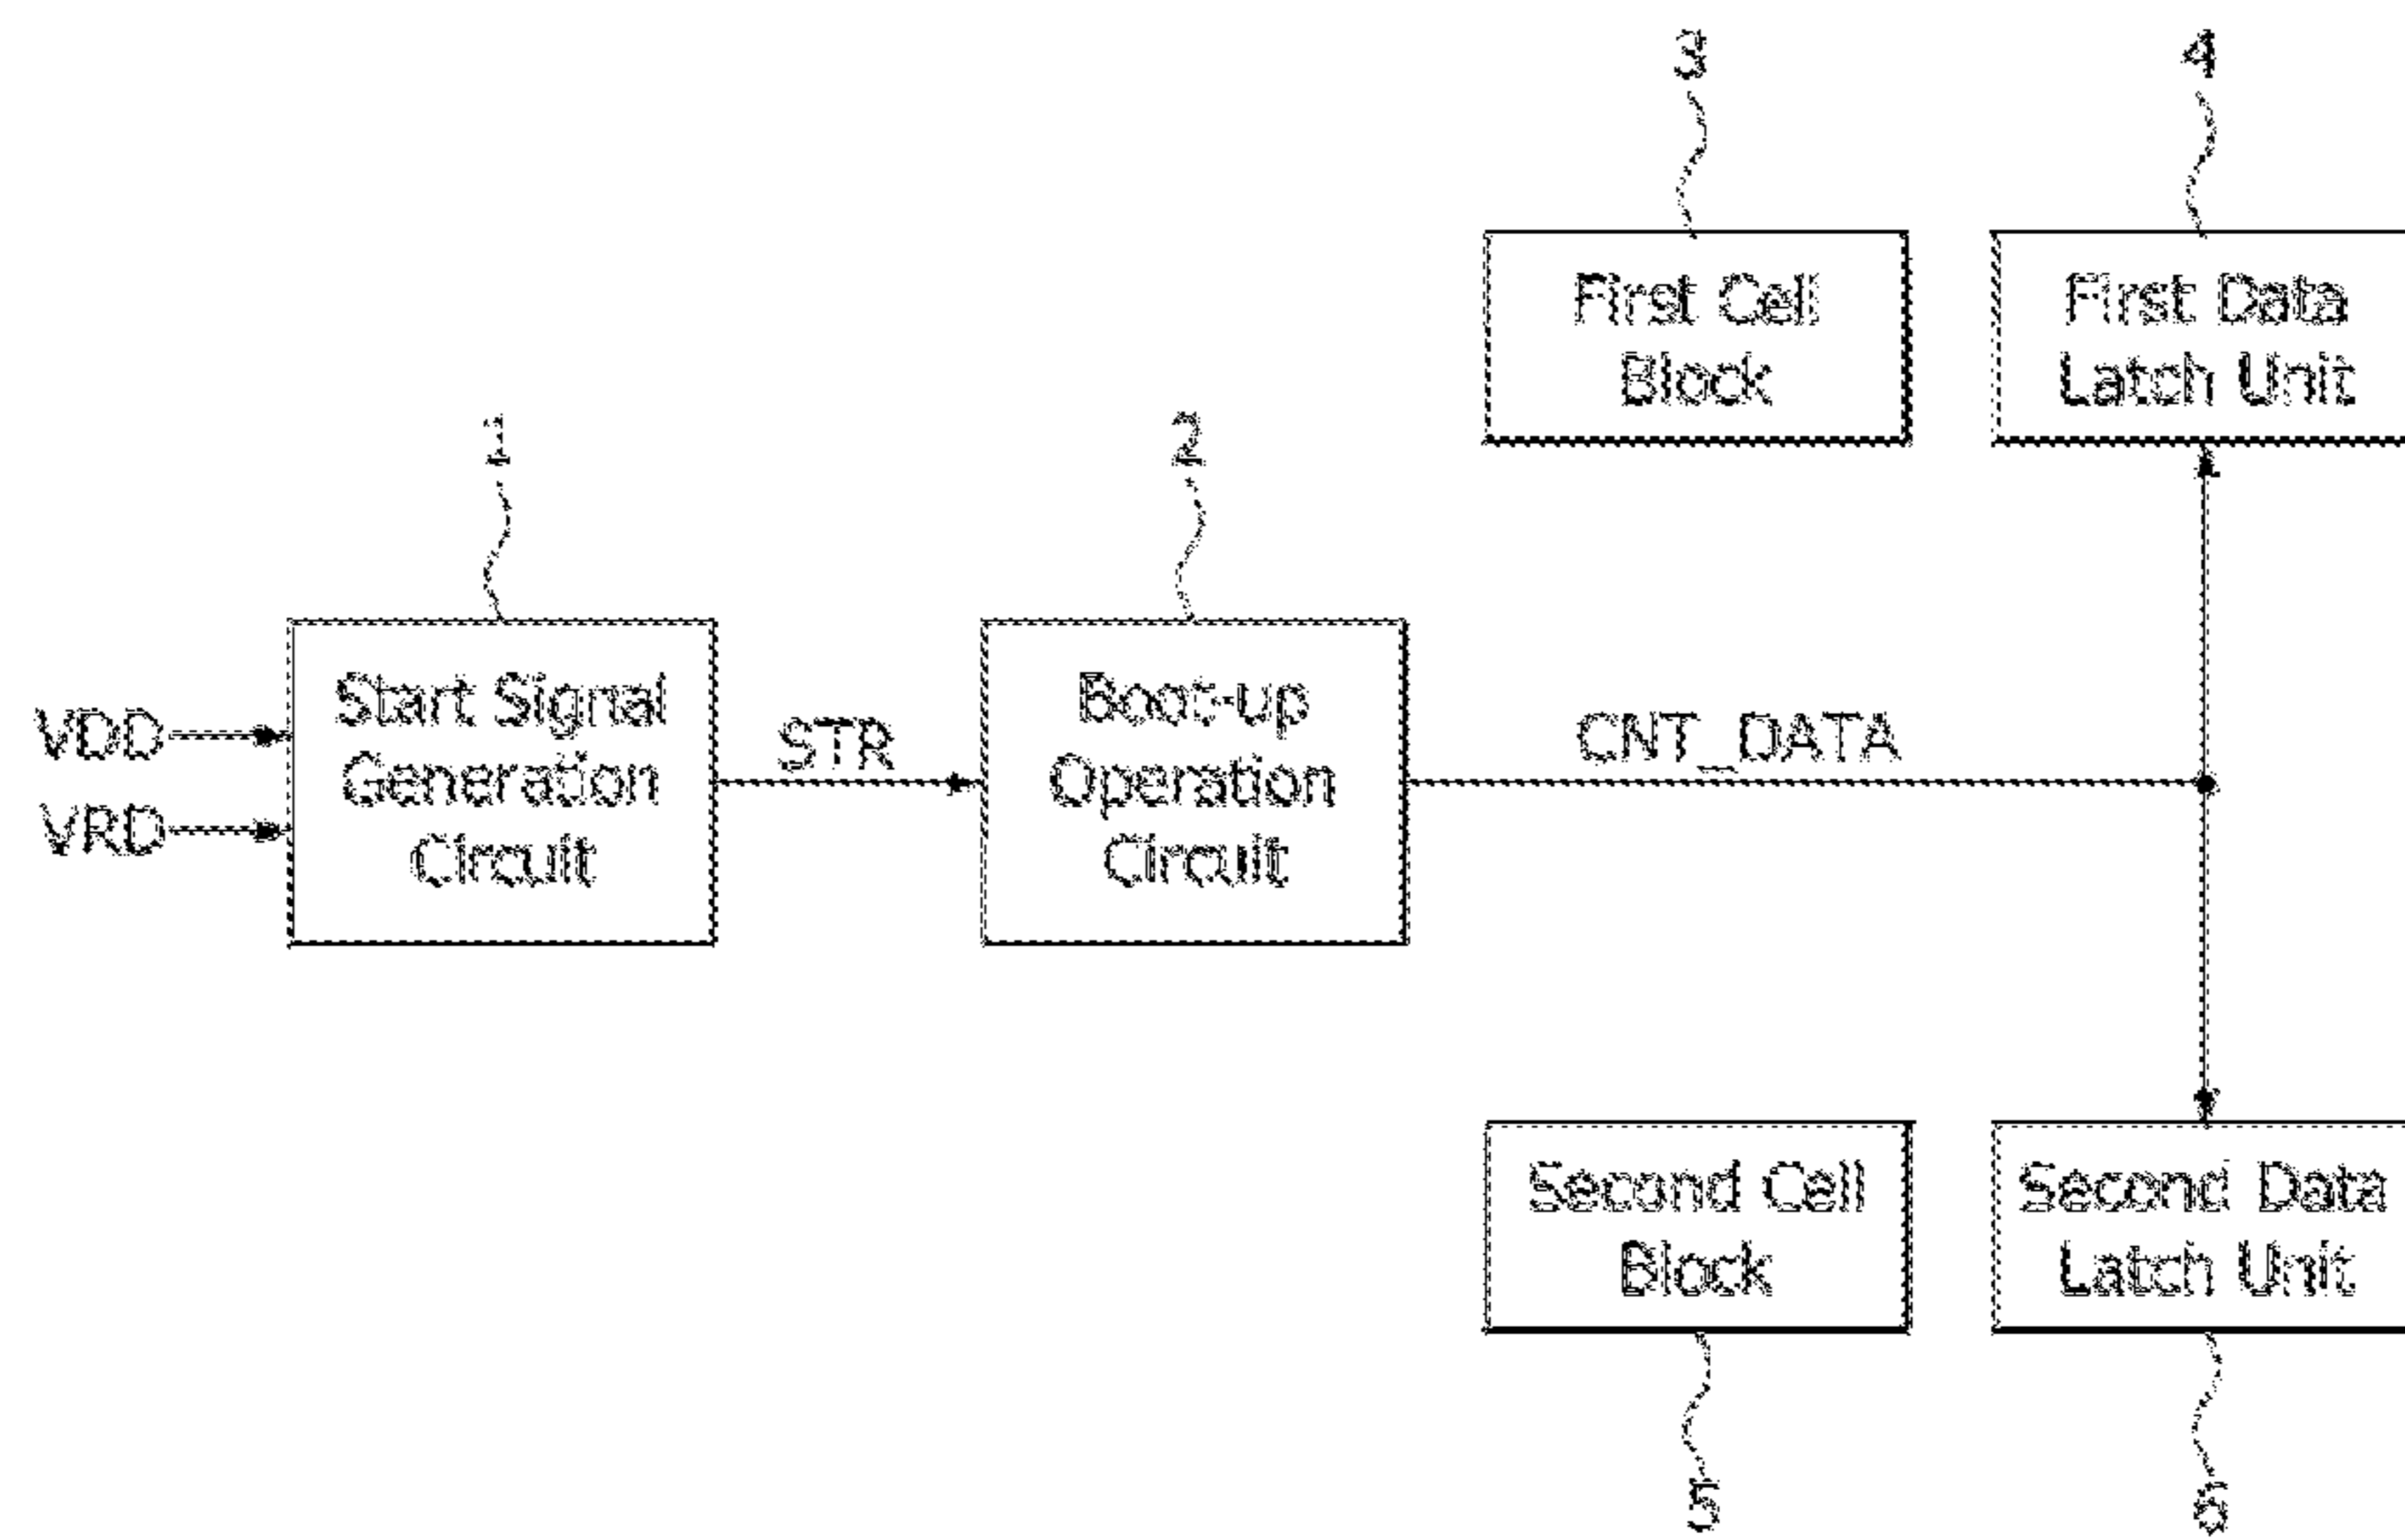 3
4
First Cell
Block
First Data
Latch Unit
1
2
Start Signal
Generation
Circuit
VDD
VRD
STR
Boot-up
Operation
Circuit
CNT_DATA
Second Cell
Block
Second Data
Latch Unit
5
6